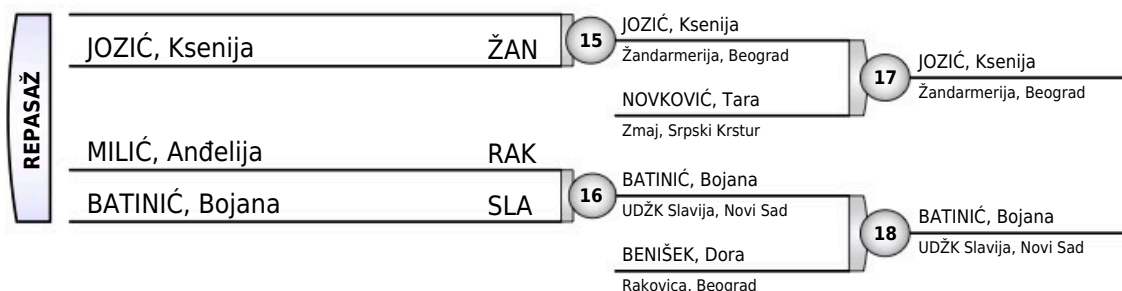 REPASAŽ
JOZIĆ, Ksenija ŽAN
MILIĆ, Anđelija RAK
BATINIĆ, Bojana SLA
15
16
JOZIĆ, Ksenija
Žandarmerija, Beograd
NOVKOVIĆ, Tara
Zmaj, Srpski Krstur
BATINIĆ, Bojana
UDŽK Slavija, Novi Sad
BENIŠEK, Dora
Rakovica, Beograd
17
18
JOZIĆ, Ksenija
Žandarmerija, Beograd
BATINIĆ, Bojana
UDŽK Slavija, Novi Sad